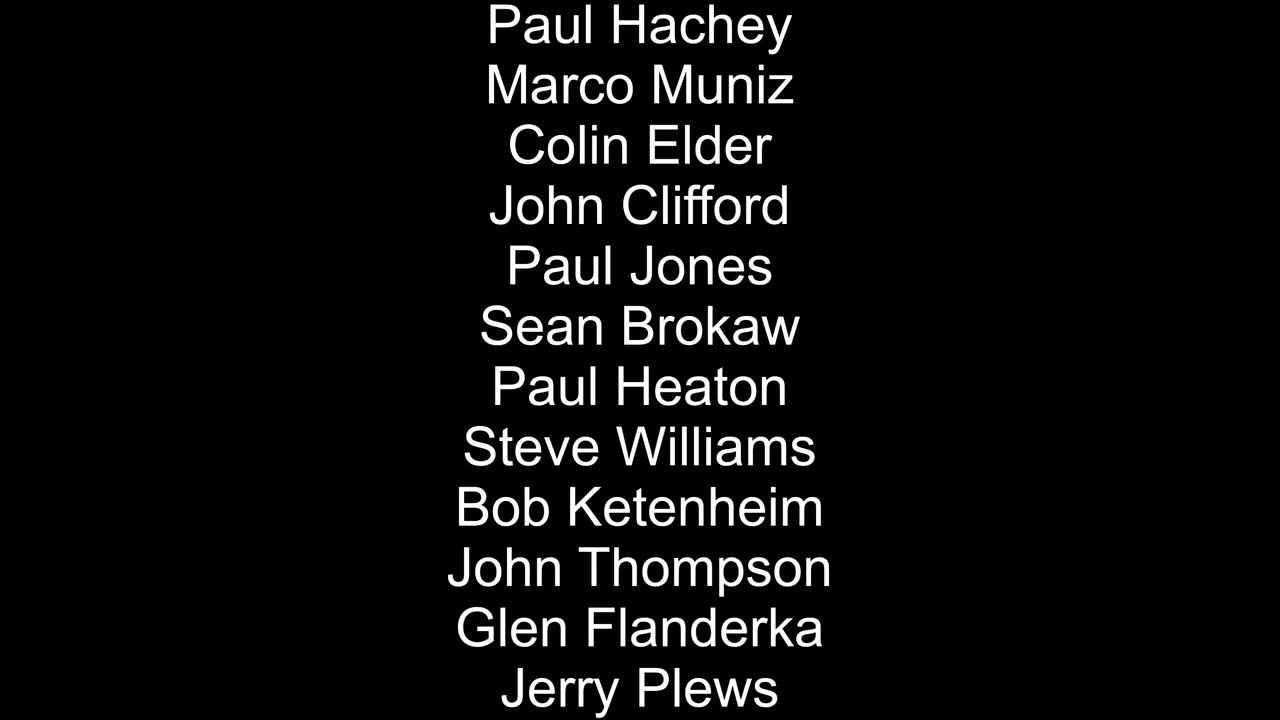 Paul Hachey
Marco Muniz
Colin Elder
John Clifford
Paul Jones
Sean Brokaw
Paul Heaton
Steve Williams
Bob Ketenheim
John Thompson
Glen Flanderka
Jerry Plews